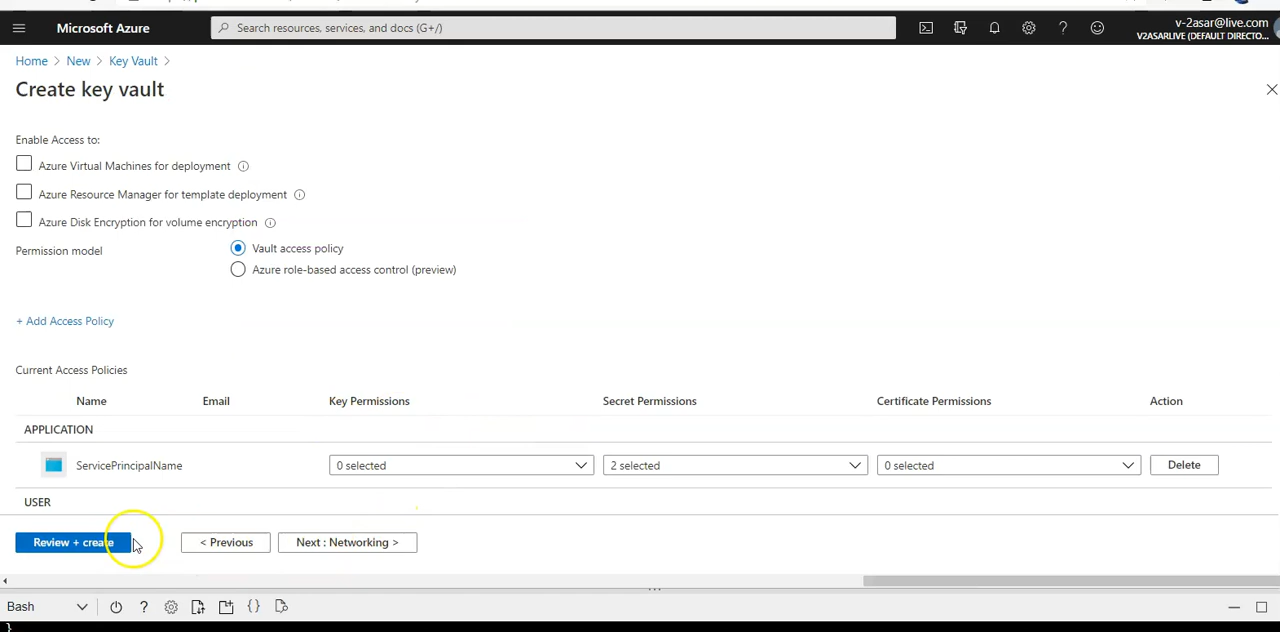 Microsoft Azure
Search resources, services, and docs (G+/)
v-2asar@live.com
V2ASARLIVE (DEFAULT DIRECTO...
Home > New > Key Vault >
Create key vault
Enable Access to:
Azure Virtual Machines for deployment
Azure Resource Manager for template deployment
Azure Disk Encryption for volume encryption
Permission model
Vault access policy
Azure role-based access control (preview)
+ Add Access Policy
Current Access Policies
Name Email Key Permissions Secret Permissions Certificate Permissions Action
APPLICATION
ServicePrincipalName 0 selected 2 selected 0 selected Delete
USER
Review + create < Previous Next : Networking >
Bash
}